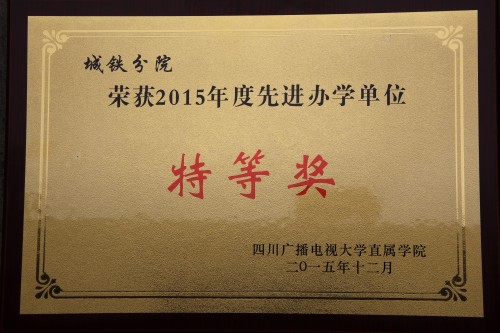 城铁分院
荣获2015年度先进办学单位
特等奖
四川广播电视大学直属学院
二〇一五年十二月